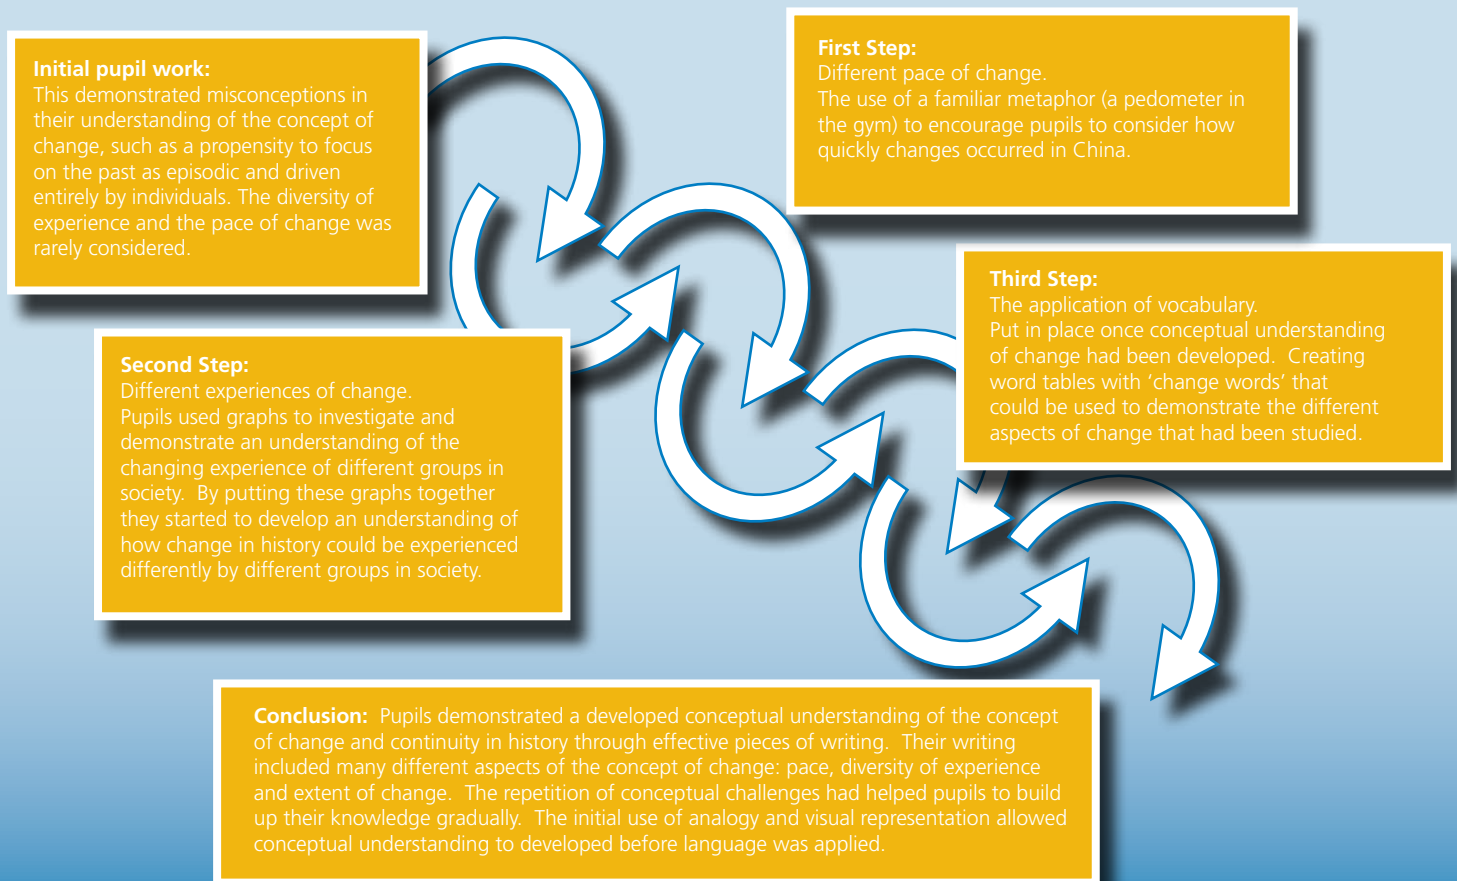 Initial pupil work:
This demonstrated misconceptions in
their understanding of the concept of
change, such as a propensity to focus
on the past as episodic and driven
entirely by individuals. The diversity of
experience and the pace of change was
rarely considered.
First Step:
Different pace of change.
The use of a familiar metaphor (a pedometer in
the gym) to encourage pupils to consider how
quickly changes occurred in China.
Second Step:
Different experiences of change.
Pupils used graphs to investigate and
demonstrate an understanding of the
changing experience of different groups in
society. By putting these graphs together
they started to develop an understanding of
how change in history could be experienced
differently by different groups in society.
Third Step:
The application of vocabulary.
Put in place once conceptual understanding
of change had been developed. Creating
word tables with ‘change words’ that
could be used to demonstrate the different
aspects of change that had been studied.
Conclusion: Pupils demonstrated a developed conceptual understanding of the concept
of change and continuity in history through effective pieces of writing. Their writing
included many different aspects of the concept of change: pace, diversity of experience
and extent of change. The repetition of conceptual challenges had helped pupils to build
up their knowledge gradually. The initial use of analogy and visual representation allowed
conceptual understanding to developed before language was applied.